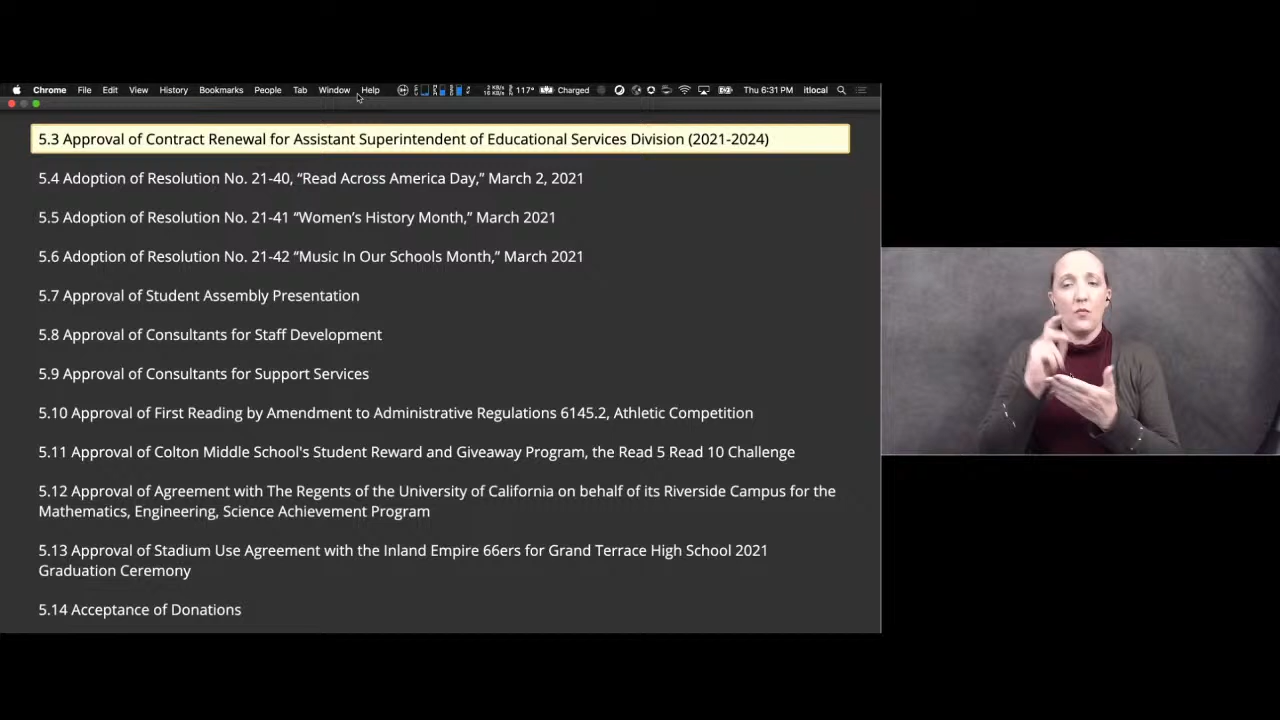 Chrome File Edit View History Bookmarks People Tab Window Help 117° Charged Thu 6:31 PM itlocal
5.3 Approval of Contract Renewal for Assistant Superintendent of Educational Services Division (2021-2024)
5.4 Adoption of Resolution No. 21-40, “Read Across America Day,” March 2, 2021
5.5 Adoption of Resolution No. 21-41 “Women’s History Month,” March 2021
5.6 Adoption of Resolution No. 21-42 “Music In Our Schools Month,” March 2021
5.7 Approval of Student Assembly Presentation
5.8 Approval of Consultants for Staff Development
5.9 Approval of Consultants for Support Services
5.10 Approval of First Reading by Amendment to Administrative Regulations 6145.2, Athletic Competition
5.11 Approval of Colton Middle School's Student Reward and Giveaway Program, the Read 5 Read 10 Challenge
5.12 Approval of Agreement with The Regents of the University of California on behalf of its Riverside Campus for the
Mathematics, Engineering, Science Achievement Program
5.13 Approval of Stadium Use Agreement with the Inland Empire 66ers for Grand Terrace High School 2021
Graduation Ceremony
5.14 Acceptance of Donations